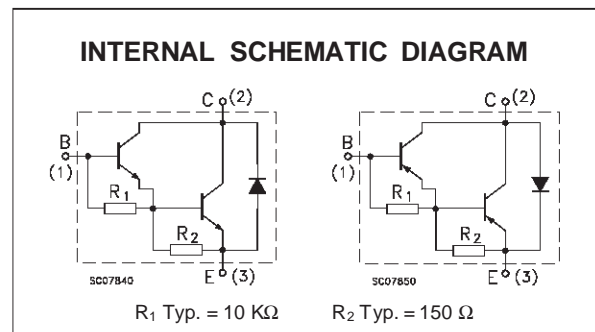 INTERNAL SCHEMATIC DIAGRAM
C (2)
B
(1)
R1
R2
SC07840
E (3)
C (2)
B
(1)
R1
R2
SC07850
E (3)
R1 Typ. = 10 KΩ R2 Typ. = 150 Ω